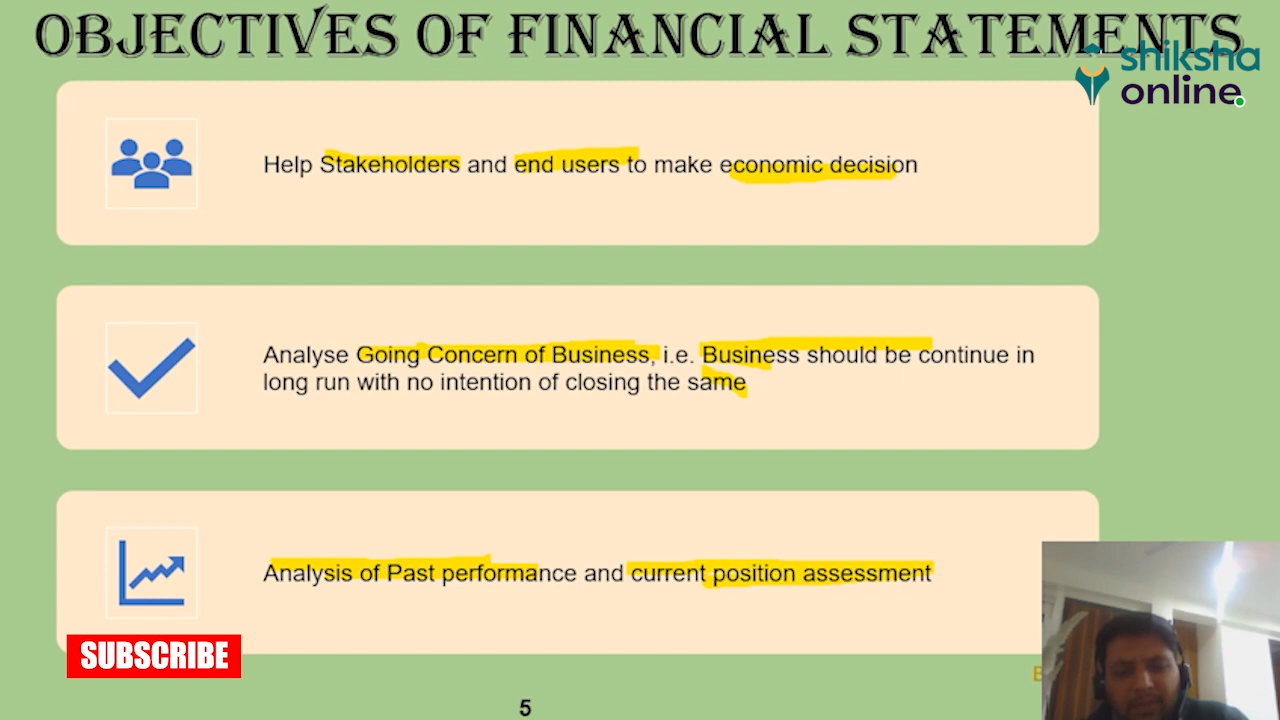 OBJECTIVES OF FINANCIAL STATEMENTS
shiksha
online
Help Stakeholders and end users to make economic decision
Analyse Going Concern of Business, i.e. Business should be continue in
long run with no intention of closing the same
Analysis of Past performance and current position assessment
SUBSCRIBE
5